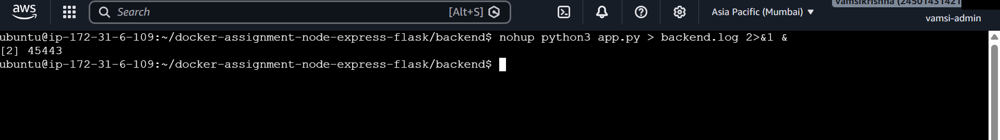 aws
Search
[Alt+S]
Asia Pacific (Mumbai)
vamsi-admin
ubuntu@ip-172-31-6-109:~/docker-assignment-node-express-flask/backend$ nohup python3 app.py > backend.log 2>&1 &
[2] 45443
ubuntu@ip-172-31-6-109:~/docker-assignment-node-express-flask/backend$